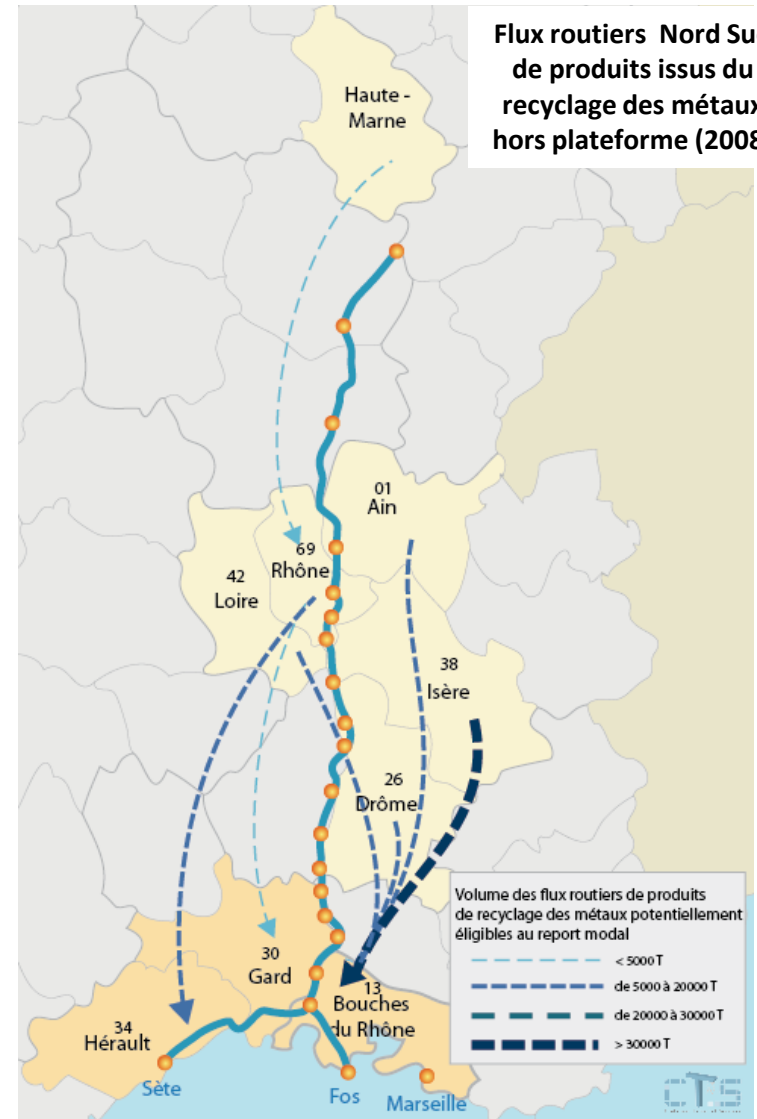 Flux routiers Nord Su
de produits issus du
recyclage des métaux
hors plateforme (2008
Haute -
Marne
01
Ain
69
Rhône
42
Loire
38
Isère
26
Drôme
30
Gard
13
Bouches
du Rhône
34
Hérault
Sète
Fos
Marseille
Volume des flux routiers de produits
de recyclage des métaux potentiellement
éligibles au report modal
< 5000 T
de 5000 à 20000 T
de 20000 à 30000 T
> 30000 T